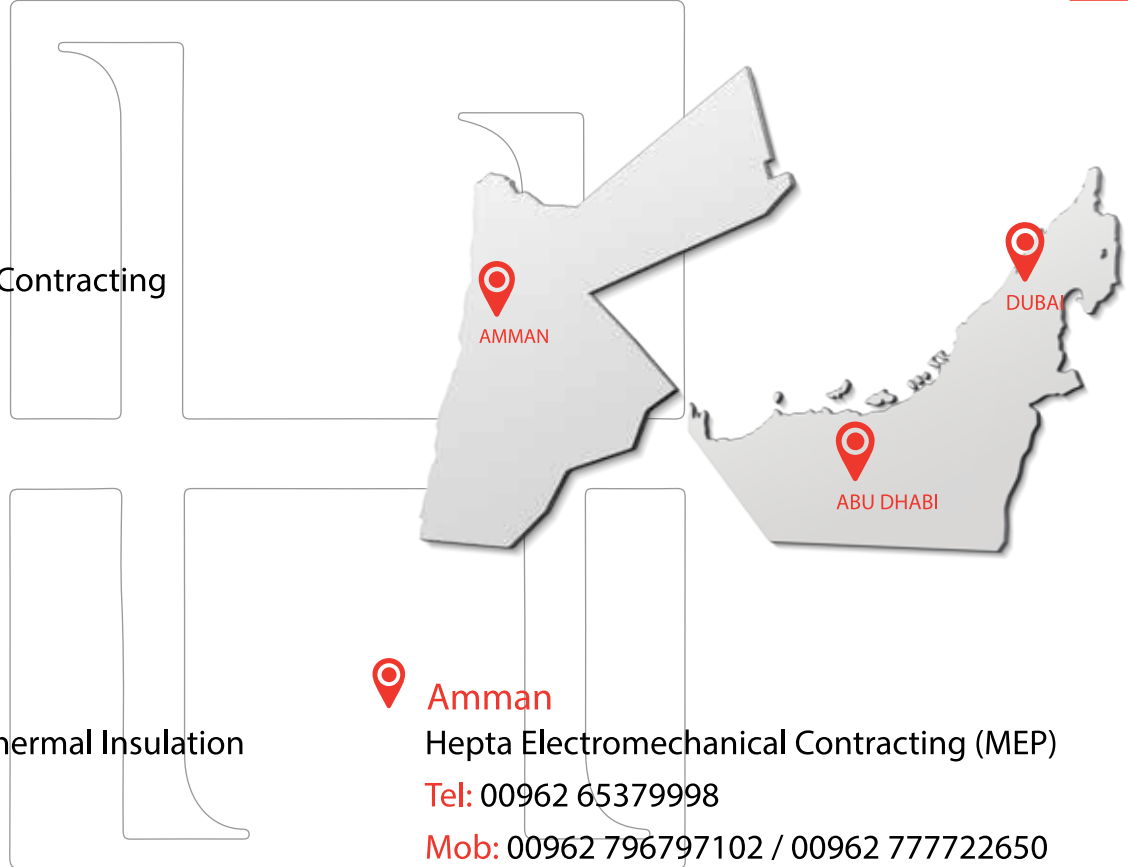 DUBAI
Contracting
AMMAN
ABU DHABI
Amman
Thermal Insulation
Hepta Electromechanical Contracting (MEP)
Tel: 00962 65379998
Mob: 00962 796797102 / 00962 777722650